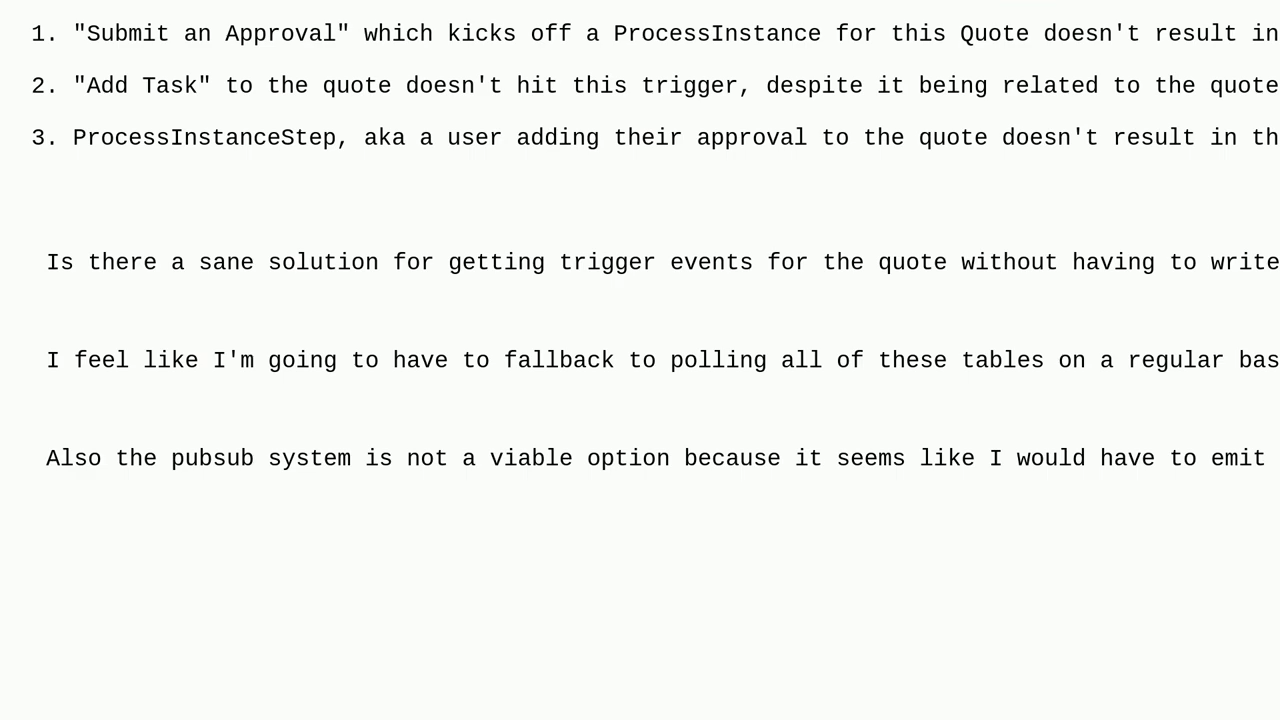 1. "Submit an Approval" which kicks off a ProcessInstance for this Quote doesn't result in
2. "Add Task" to the quote doesn't hit this trigger, despite it being related to the quote
3. ProcessInstanceStep, aka a user adding their approval to the quote doesn't result in th
Is there a sane solution for getting trigger events for the quote without having to write
I feel like I'm going to have to fallback to polling all of these tables on a regular bas
Also the pubsub system is not a viable option because it seems like I would have to emit